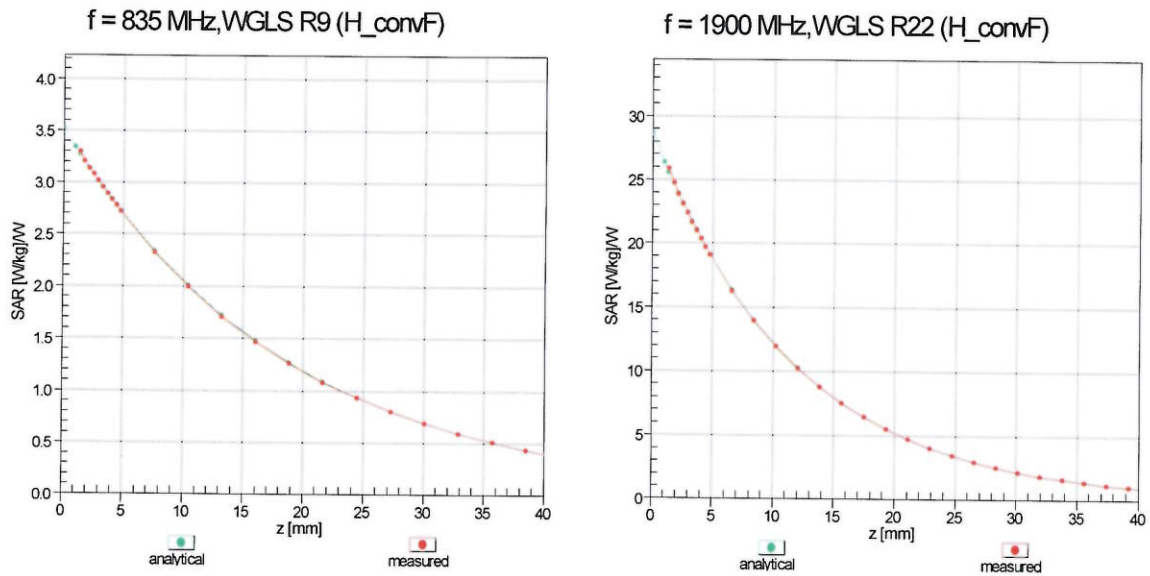 f = 835 MHz,WGLS R9 (H_convF)
4.0
3.5
3.0
2.5
2.0
1.5
1.0
0.5
0.0
SAR [W/kg]/W
0 5 10 15 20 25 30 35 40
z [mm]
analytical measured
f = 1900 MHz,WGLS R22 (H_convF)
30
25
20
15
10
5
0
SAR [W/kg]/W
0 5 10 15 20 25 30 35 40
z [mm]
analytical measured